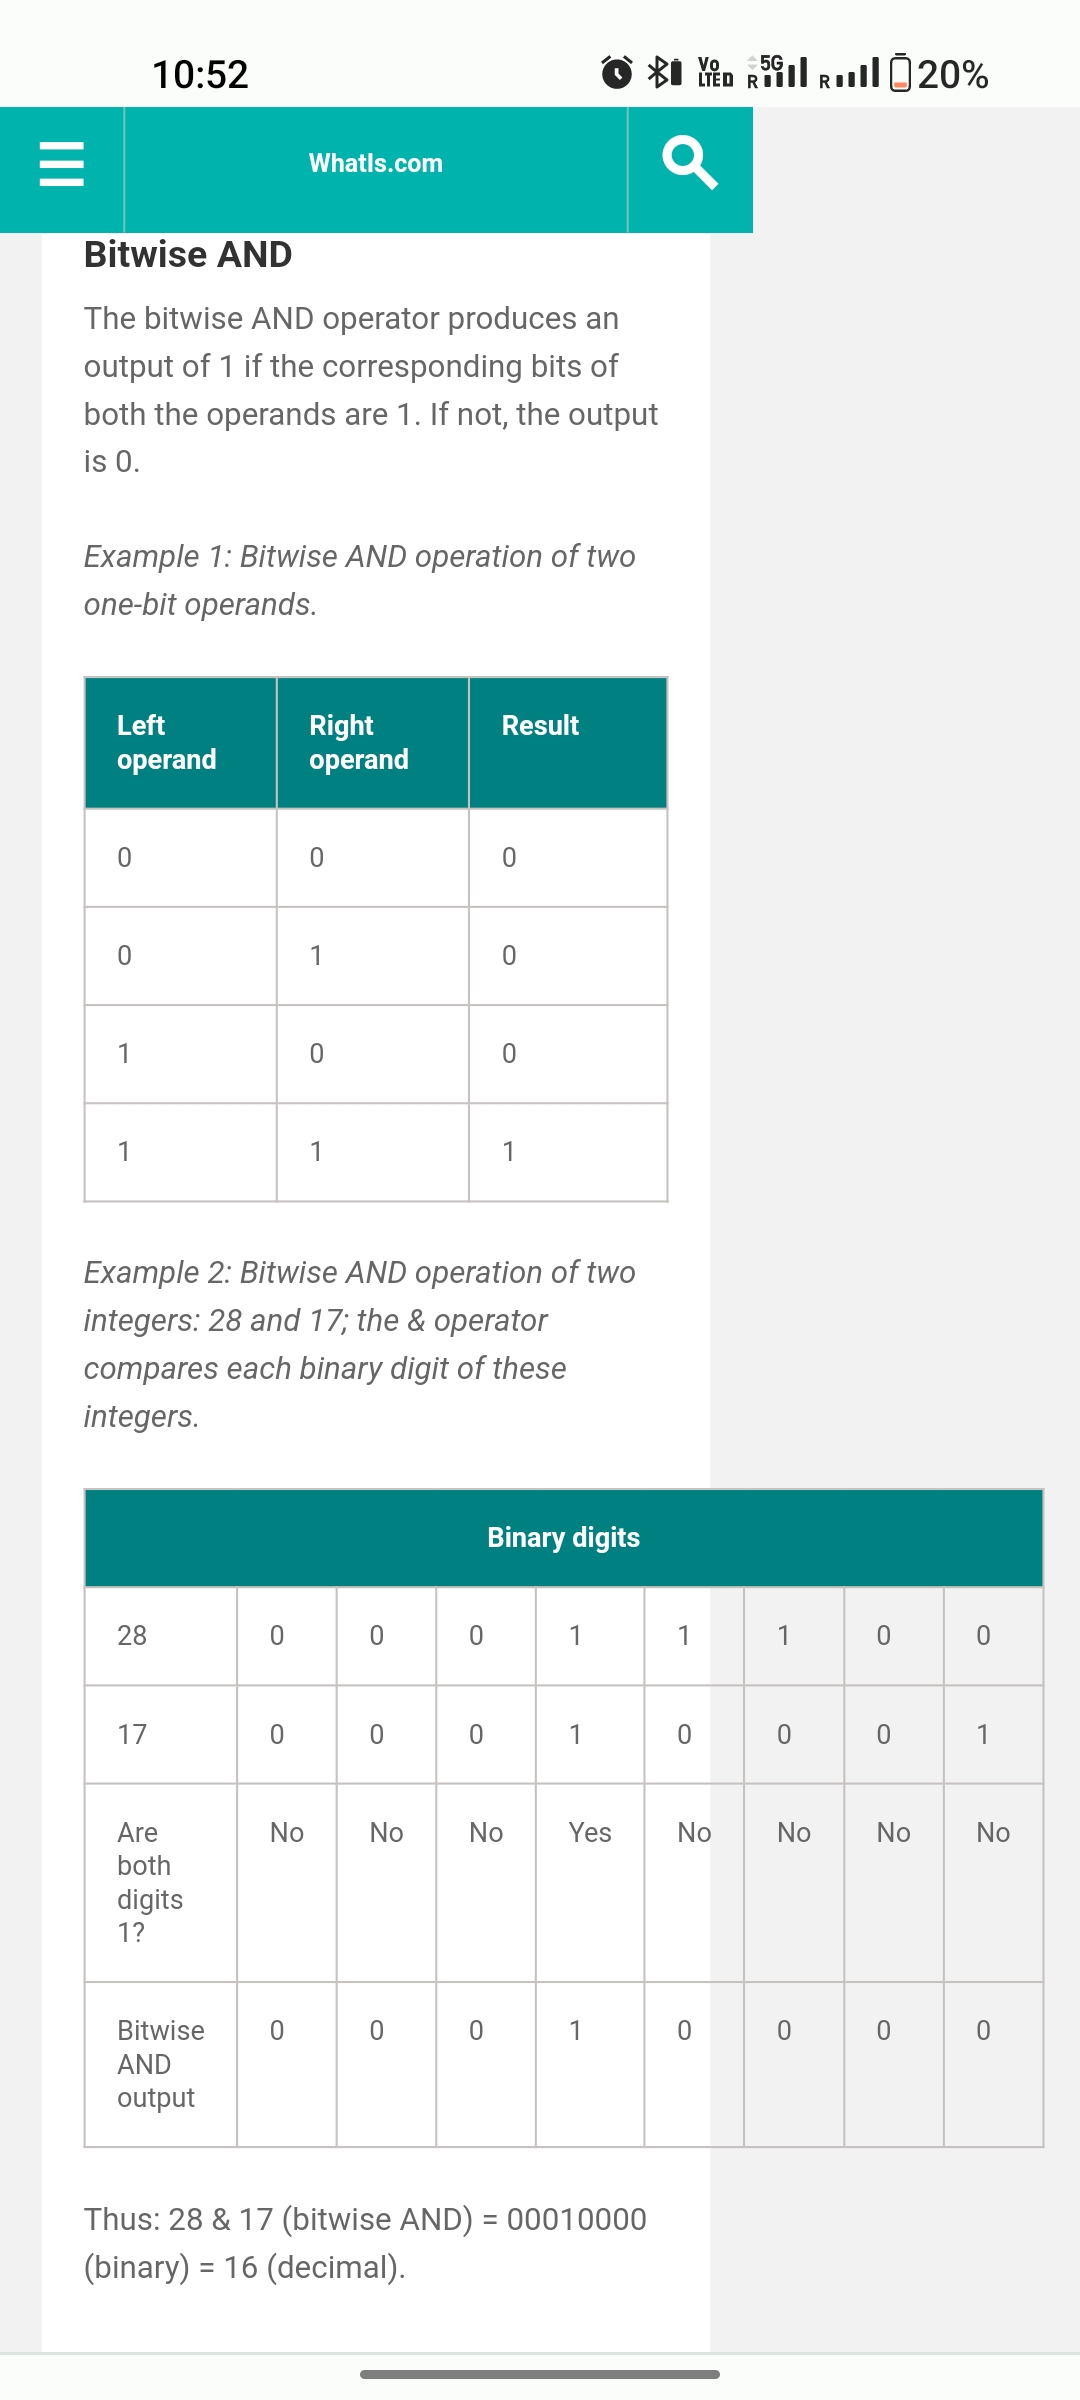 10:52
Vo LTE D 5G R R 20%
WhatIs.com
Bitwise AND
The bitwise AND operator produces an
output of 1 if the corresponding bits of
both the operands are 1. If not, the output
is 0.
Example 1: Bitwise AND operation of two
one-bit operands.
Left operand Right operand Result
0 0 0
0 1 0
1 0 0
1 1 1
Example 2: Bitwise AND operation of two
integers: 28 and 17; the & operator
compares each binary digit of these
integers.
Binary digits
28 0 0 0 1 1 1 0 0
17 0 0 0 1 0 0 0 1
Are both digits 1? No No No Yes No No No No
Bitwise AND output 0 0 0 1 0 0 0 0
Thus: 28 & 17 (bitwise AND) = 00010000
(binary) = 16 (decimal).